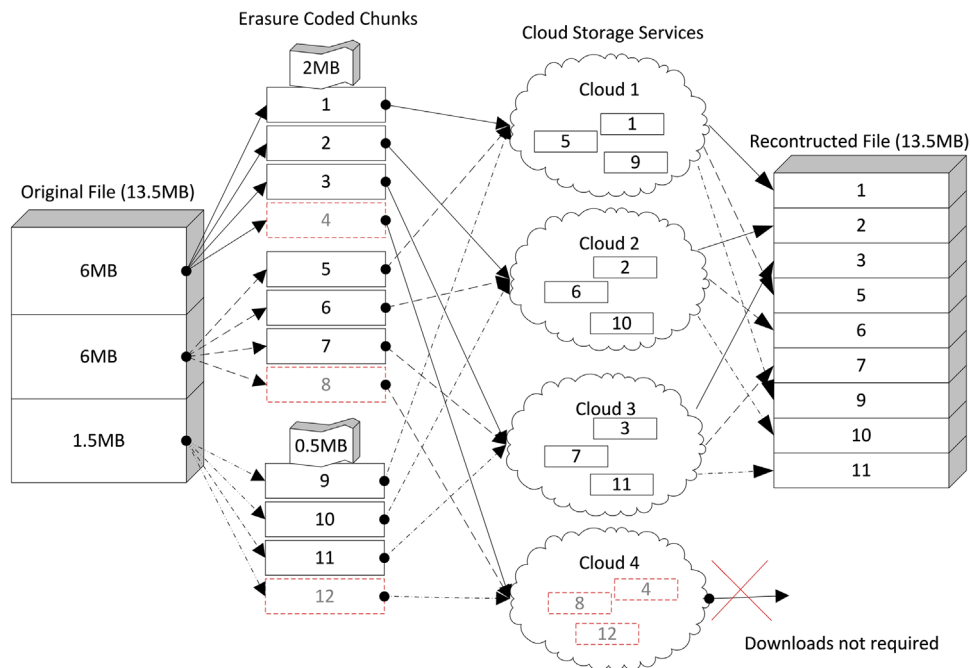 Erasure Coded Chunks
Cloud Storage Services
Original File (13.5MB)
6MB
6MB
1.5MB
2MB
1
2
3
4
5
6
7
8
0.5MB
9
10
11
12
Cloud 1
1
5
9
Cloud 2
2
6
10
Cloud 3
3
7
11
Cloud 4
4
8
12
Recontructed File (13.5MB)
1
2
3
5
6
7
9
10
11
Downloads not required